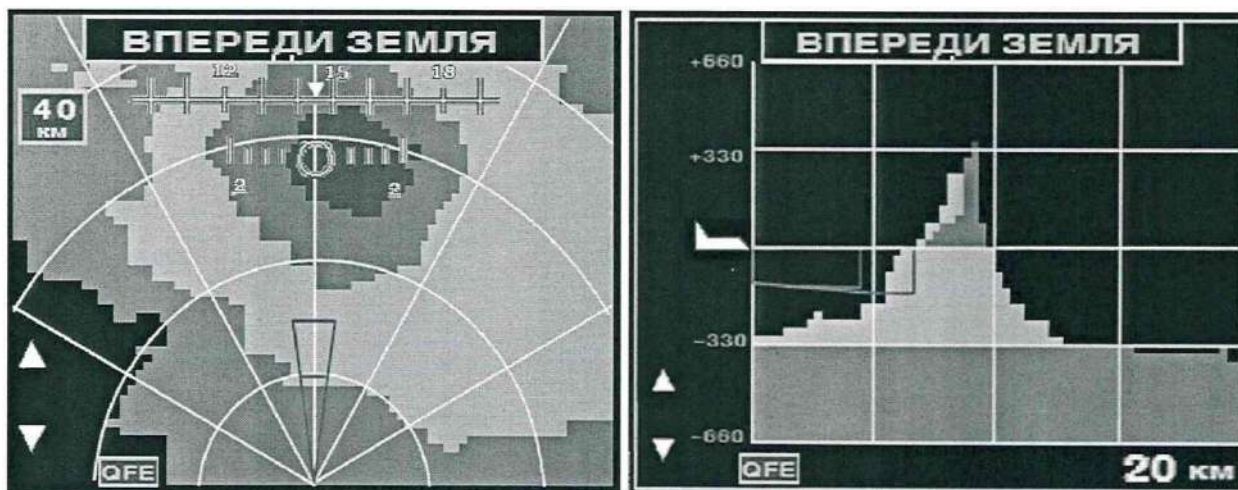 ВПЕРЕДИ ЗЕМЛЯ
12 15 18
40
КМ
2 2
QFE
ВПЕРЕДИ ЗЕМЛЯ
+660
+330
-330
-660
QFE
20 КМ